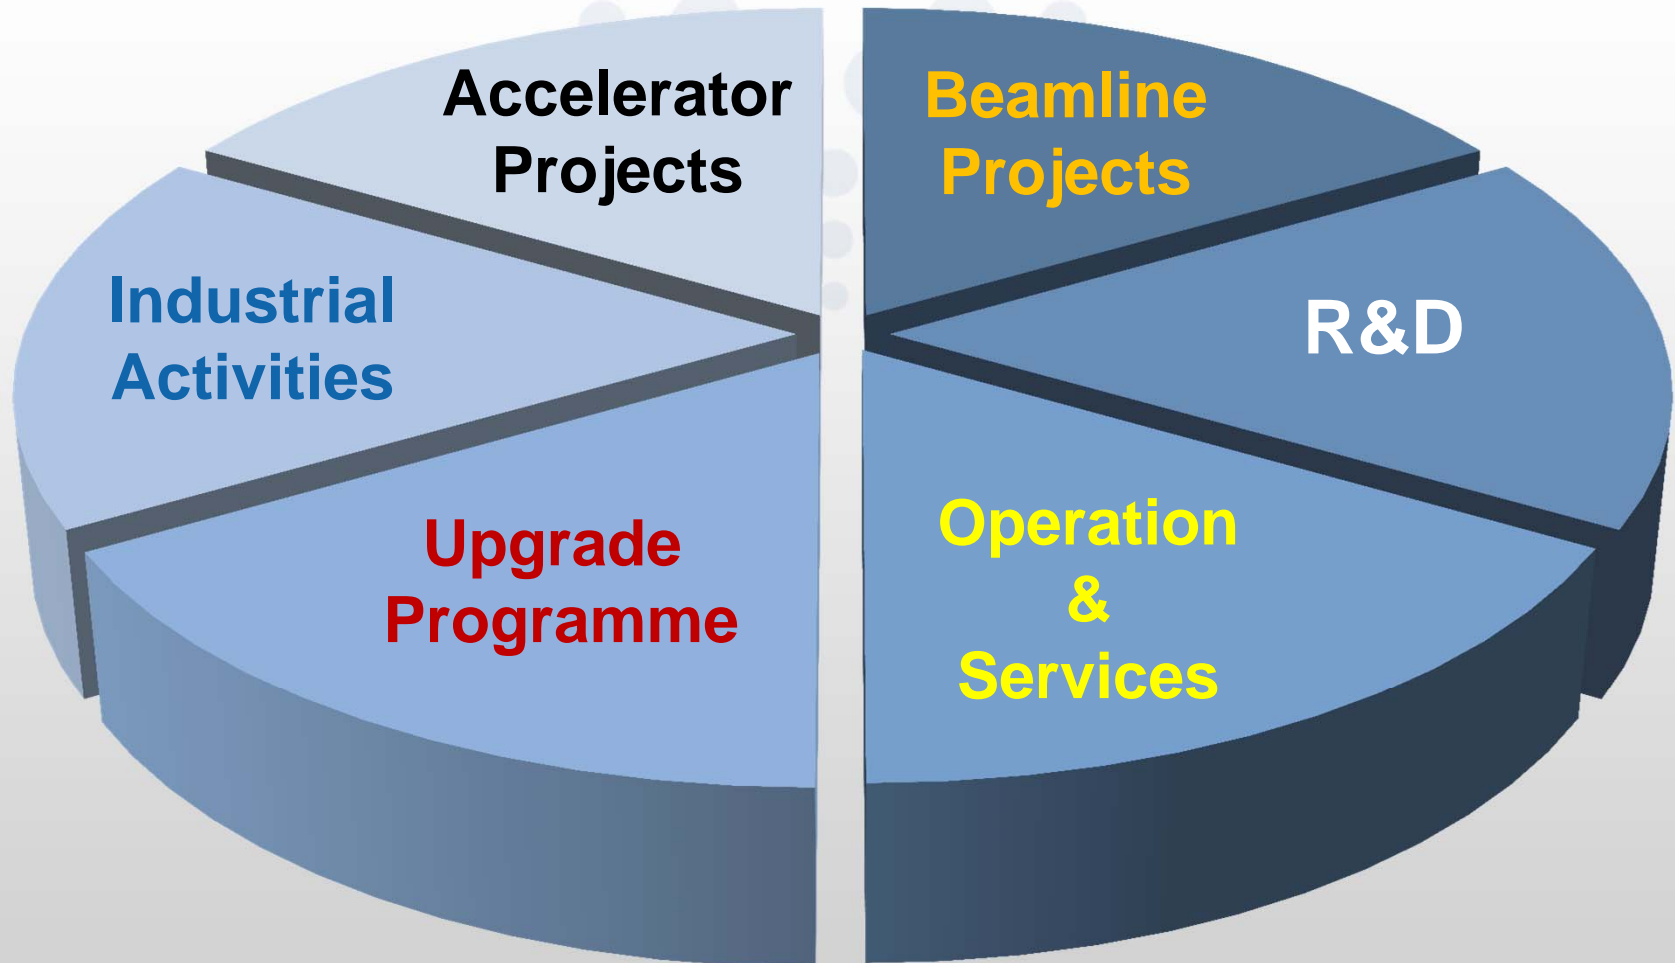 Accelerator
Projects
Beamline
Projects
Industrial
Activities
R&D
Upgrade
Programme
Operation
&
Services